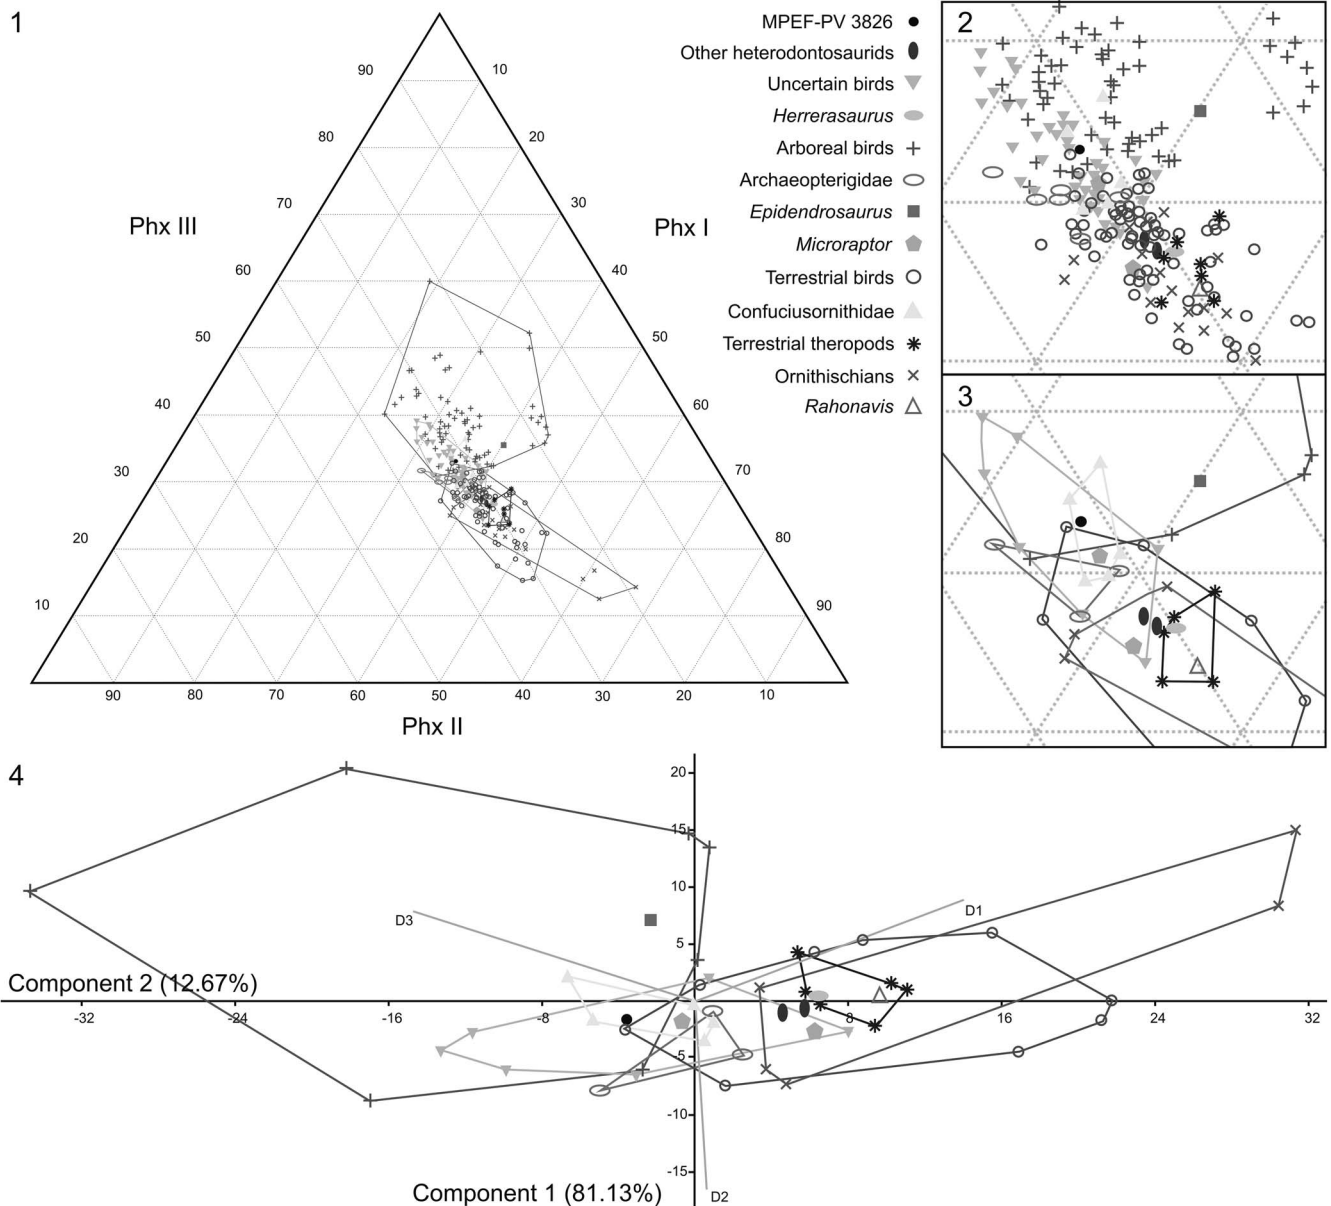 1
MPEF-PV 3826
Other heterodontosaurids
Uncertain birds
Herrerasaurus
Arboreal birds
Archaeopterigidae
Epidendrosaurus
Microraptor
Terrestrial birds
Confuciusornithidae
Terrestrial theropods
Ornithischians
Rahonavis
2
3
90 10
80 20
70 30
Phx III Phx I
60 40
50 50
40 60
30 70
20 80
10 90
90 80 70 60 50 40 30 20 10
Phx II
4
20
15
10
D3 D1
5
Component 2 (12.67%)
-32 -24 -16 -8 8 16 24 32
-5
-10
-15
Component 1 (81.13%)
D2